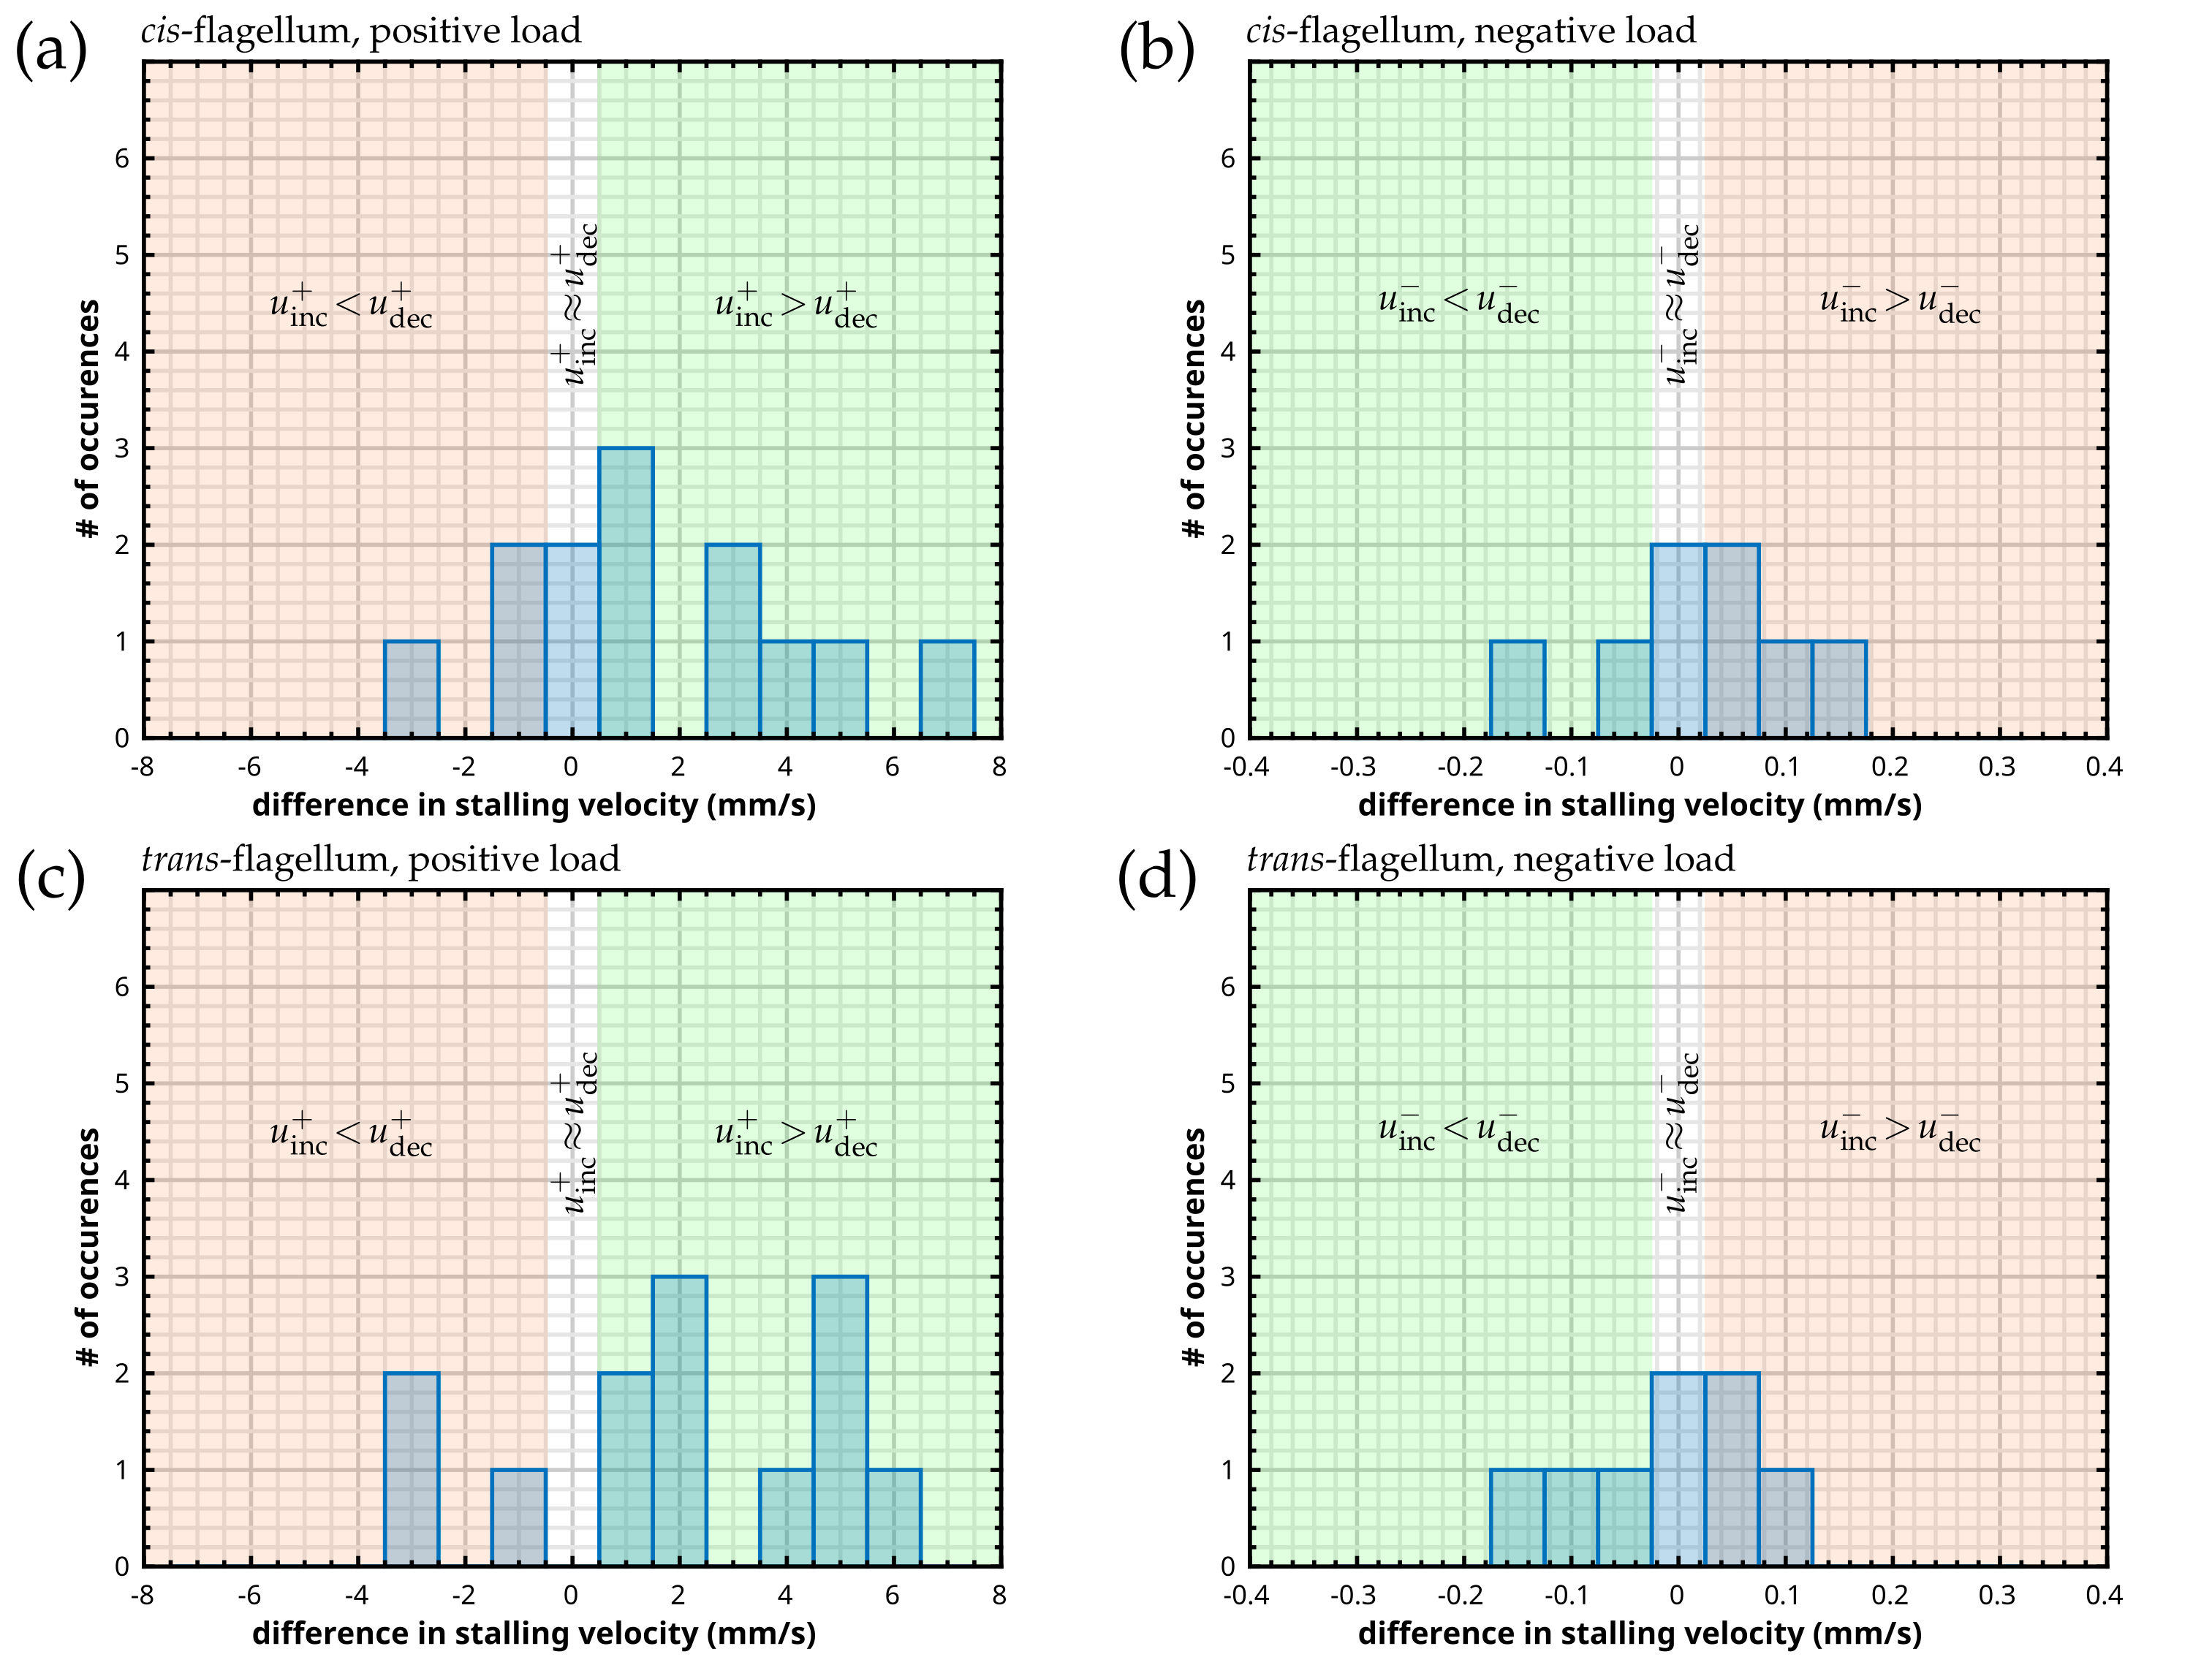 (a)
cis-flagellum, positive load
6
5
4
3
2
1
0
-8 -6 -4 -2 0 2 4 6 8
# of occurences
difference in stalling velocity (mm/s)
u⁺inc < u⁺dec
u⁺inc ≈ u⁺dec
u⁺inc > u⁺dec
(b)
cis-flagellum, negative load
6
5
4
3
2
1
0
-0.4 -0.3 -0.2 -0.1 0 0.1 0.2 0.3 0.4
# of occurences
difference in stalling velocity (mm/s)
u⁻inc < u⁻dec
u⁻inc ≈ u⁻dec
u⁻inc > u⁻dec
(c)
trans-flagellum, positive load
6
5
4
3
2
1
0
-8 -6 -4 -2 0 2 4 6 8
# of occurences
difference in stalling velocity (mm/s)
u⁺inc < u⁺dec
u⁺inc ≈ u⁺dec
u⁺inc > u⁺dec
(d)
trans-flagellum, negative load
6
5
4
3
2
1
0
-0.4 -0.3 -0.2 -0.1 0 0.1 0.2 0.3 0.4
# of occurences
difference in stalling velocity (mm/s)
u⁻inc < u⁻dec
u⁻inc ≈ u⁻dec
u⁻inc > u⁻dec